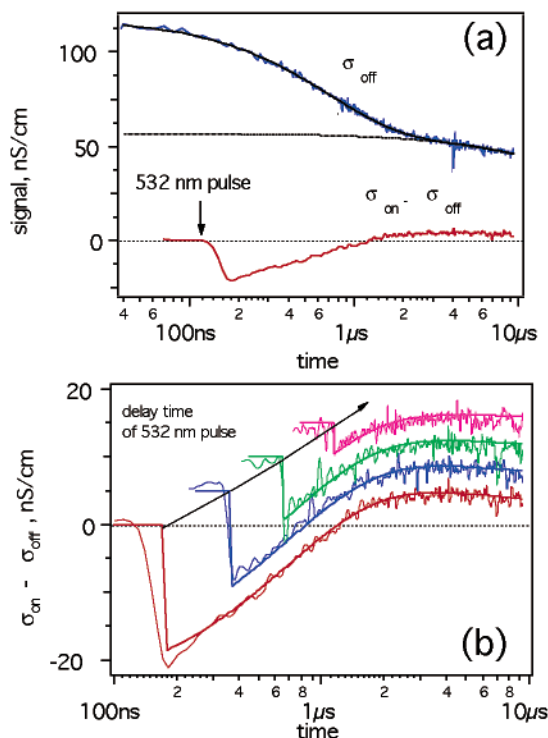 (a)
signal, nS/cm
100
50
0
σoff
532 nm pulse
σon - σoff
4 6 2 4 6 2 4 6
100ns 1µs 10µs
time
20
0
-20
σon - σoff , nS/cm
delay time
of 532 nm pulse
(b)
2 4 6 8 2 4 6 8
100ns 1µs 10µs
time